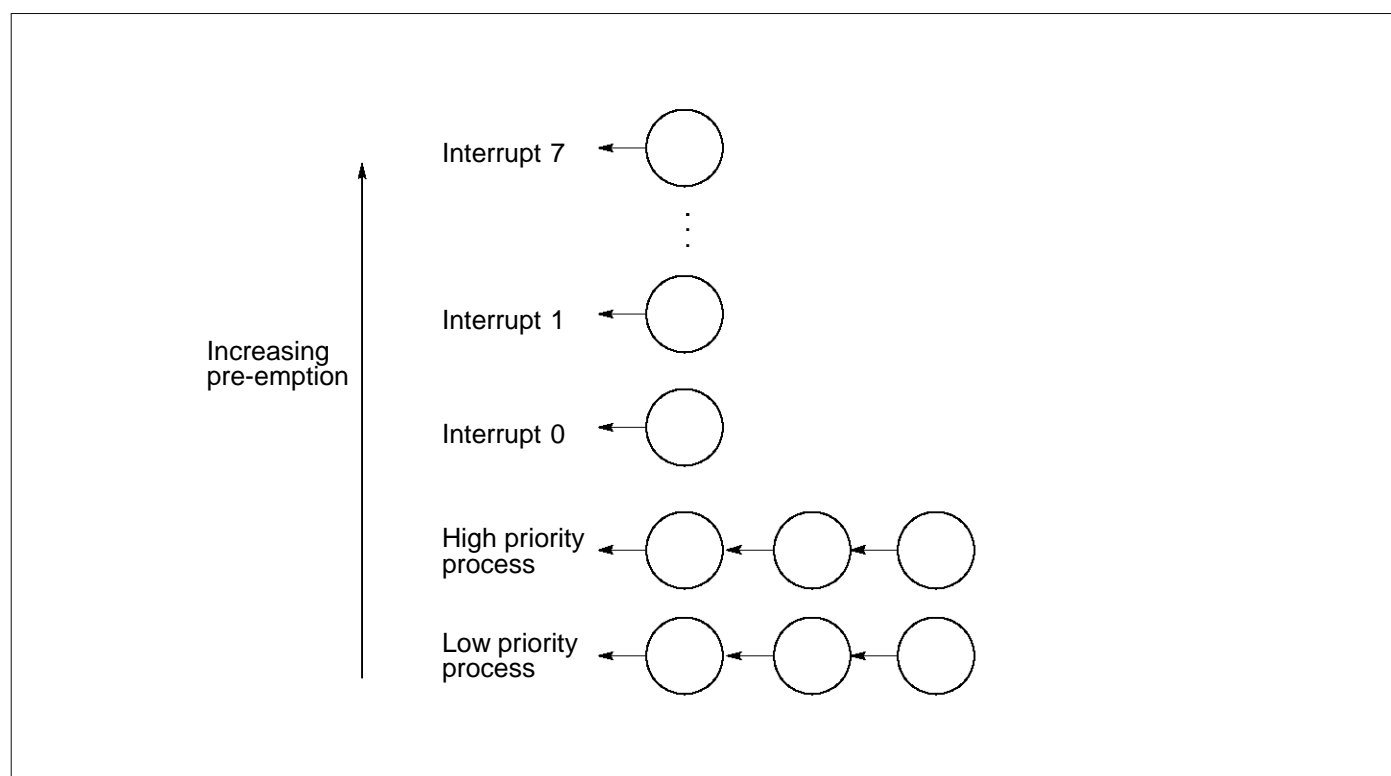 Interrupt 7
Interrupt 1
Increasing
pre-emption
Interrupt 0
High priority
process
Low priority
process